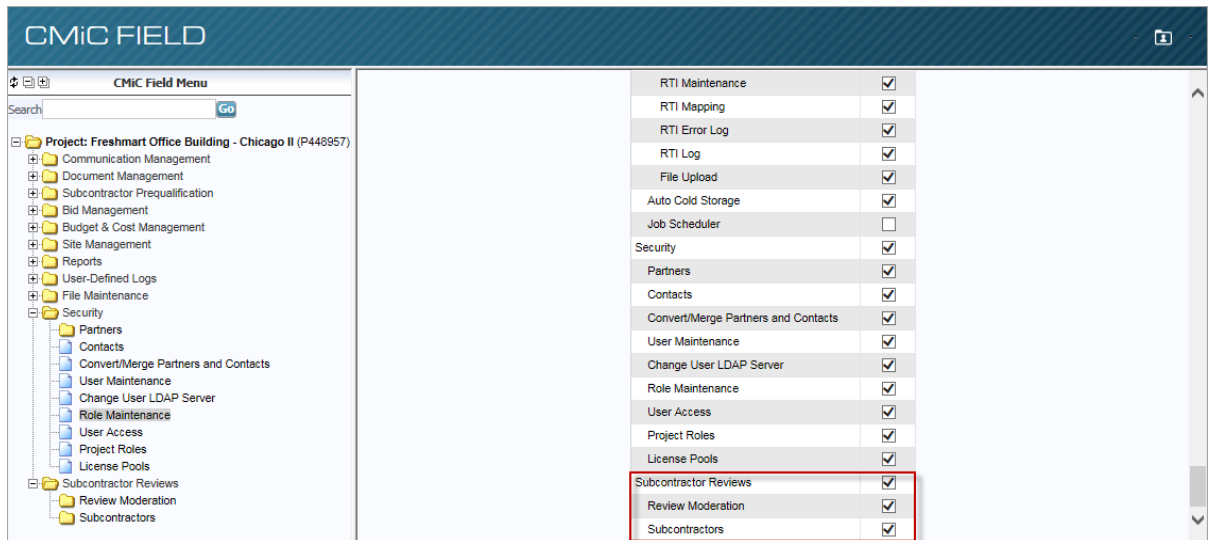 CMiC FIELD
CMiC Field Menu
Search
Go
Project: Freshmart Office Building - Chicago II (P448957)
Communication Management
Document Management
Subcontractor Prequalification
Bid Management
Budget & Cost Management
Site Management
Reports
User-Defined Logs
File Maintenance
Security
Partners
Contacts
Convert/Merge Partners and Contacts
User Maintenance
Change User LDAP Server
Role Maintenance
User Access
Project Roles
License Pools
Subcontractor Reviews
Review Moderation
Subcontractors
RTI Maintenance
RTI Mapping
RTI Error Log
RTI Log
File Upload
Auto Cold Storage
Job Scheduler
Security
Partners
Contacts
Convert/Merge Partners and Contacts
User Maintenance
Change User LDAP Server
Role Maintenance
User Access
Project Roles
License Pools
Subcontractor Reviews
Review Moderation
Subcontractors